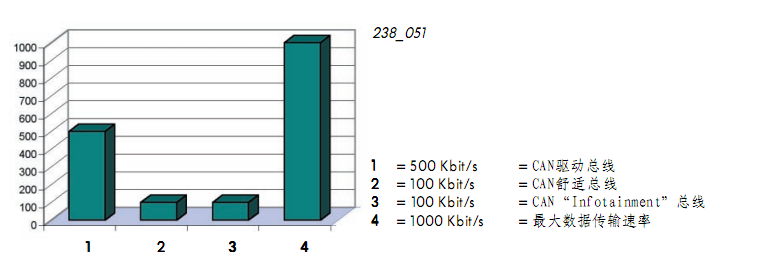 238_051
1000
900
800
700
600
500
400
300
200
100
0
1 2 3 4
1 = 500 Kbit/s = CAN驱动总线
2 = 100 Kbit/s = CAN舒适总线
3 = 100 Kbit/s = CAN“Infotainment”总线
4 = 1000 Kbit/s = 最大数据传输速率